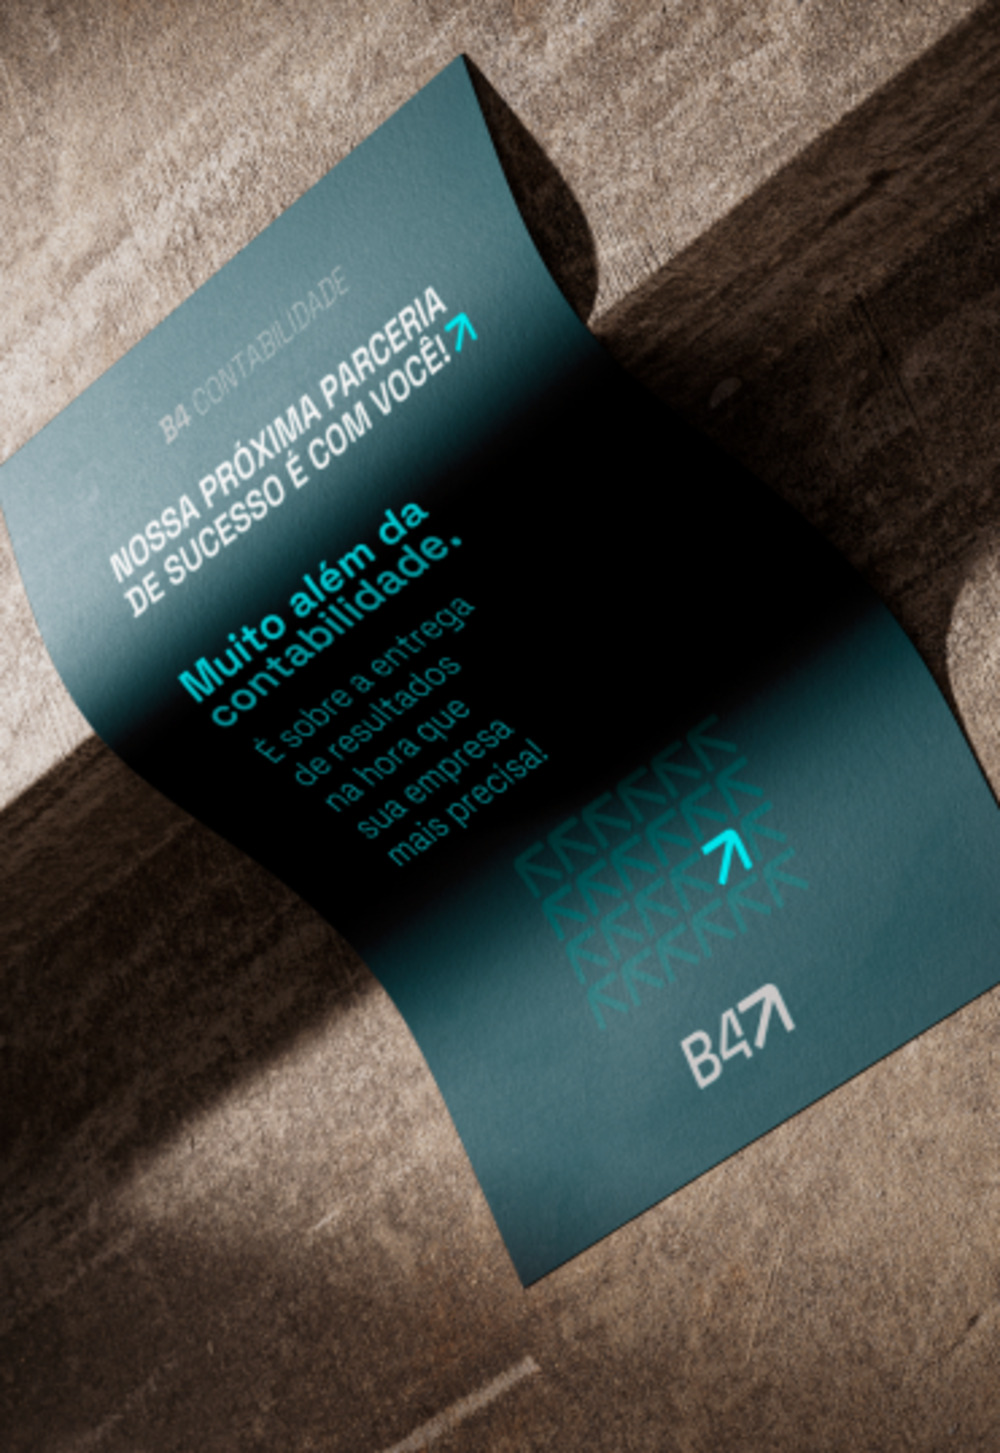 B4 CONTABILIDADE
NOSSA PRÓXIMA PARCERIA
DE SUCESSO É COM VOCÊ!
Muito além da
contabilidade.
É sobre a entrega
de resultados
na hora que
sua empresa
mais precisa!
B4